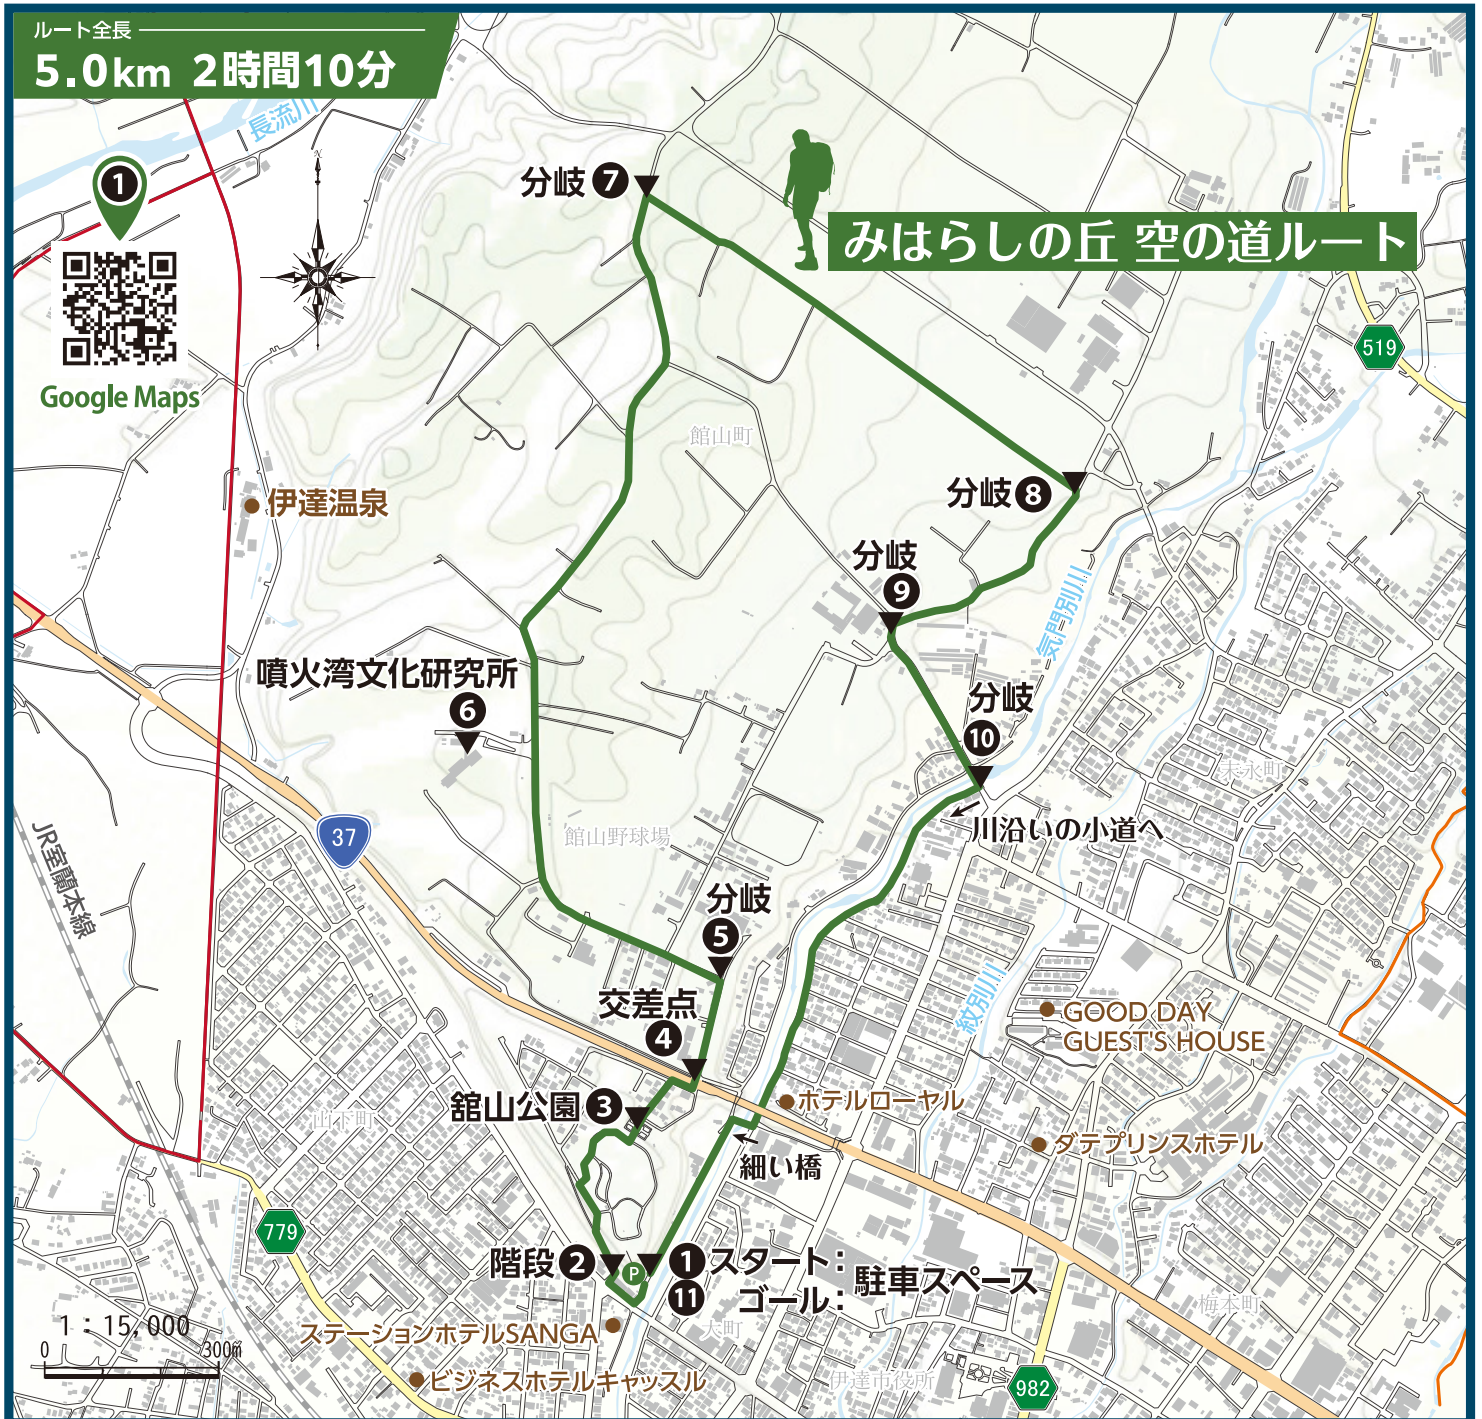 ルート全長
5.0km 2時間10分
長流川
N
1
Google Maps
分岐 7
みはらしの丘 空の道ルート
519
館山町
伊達温泉
分岐 8
分岐
9
気門別川
噴火湾文化研究所
6
分岐
10
末永町
37
館山野球場
川沿いの小道へ
JR室蘭本線
分岐
5
紋別川
交差点
4
GOOD DAY
GUEST'S HOUSE
舘山公園 3
ホテルローヤル
山下町
ダテプリンスホテル
細い橋
779
階段 2
P
1 スタート:
11 ゴール:
駐車スペース
梅本町
1:15,000
0 300m
ステーションホテルSANGA
大町
ビジネスホテルキャッスル
伊達市役所
982